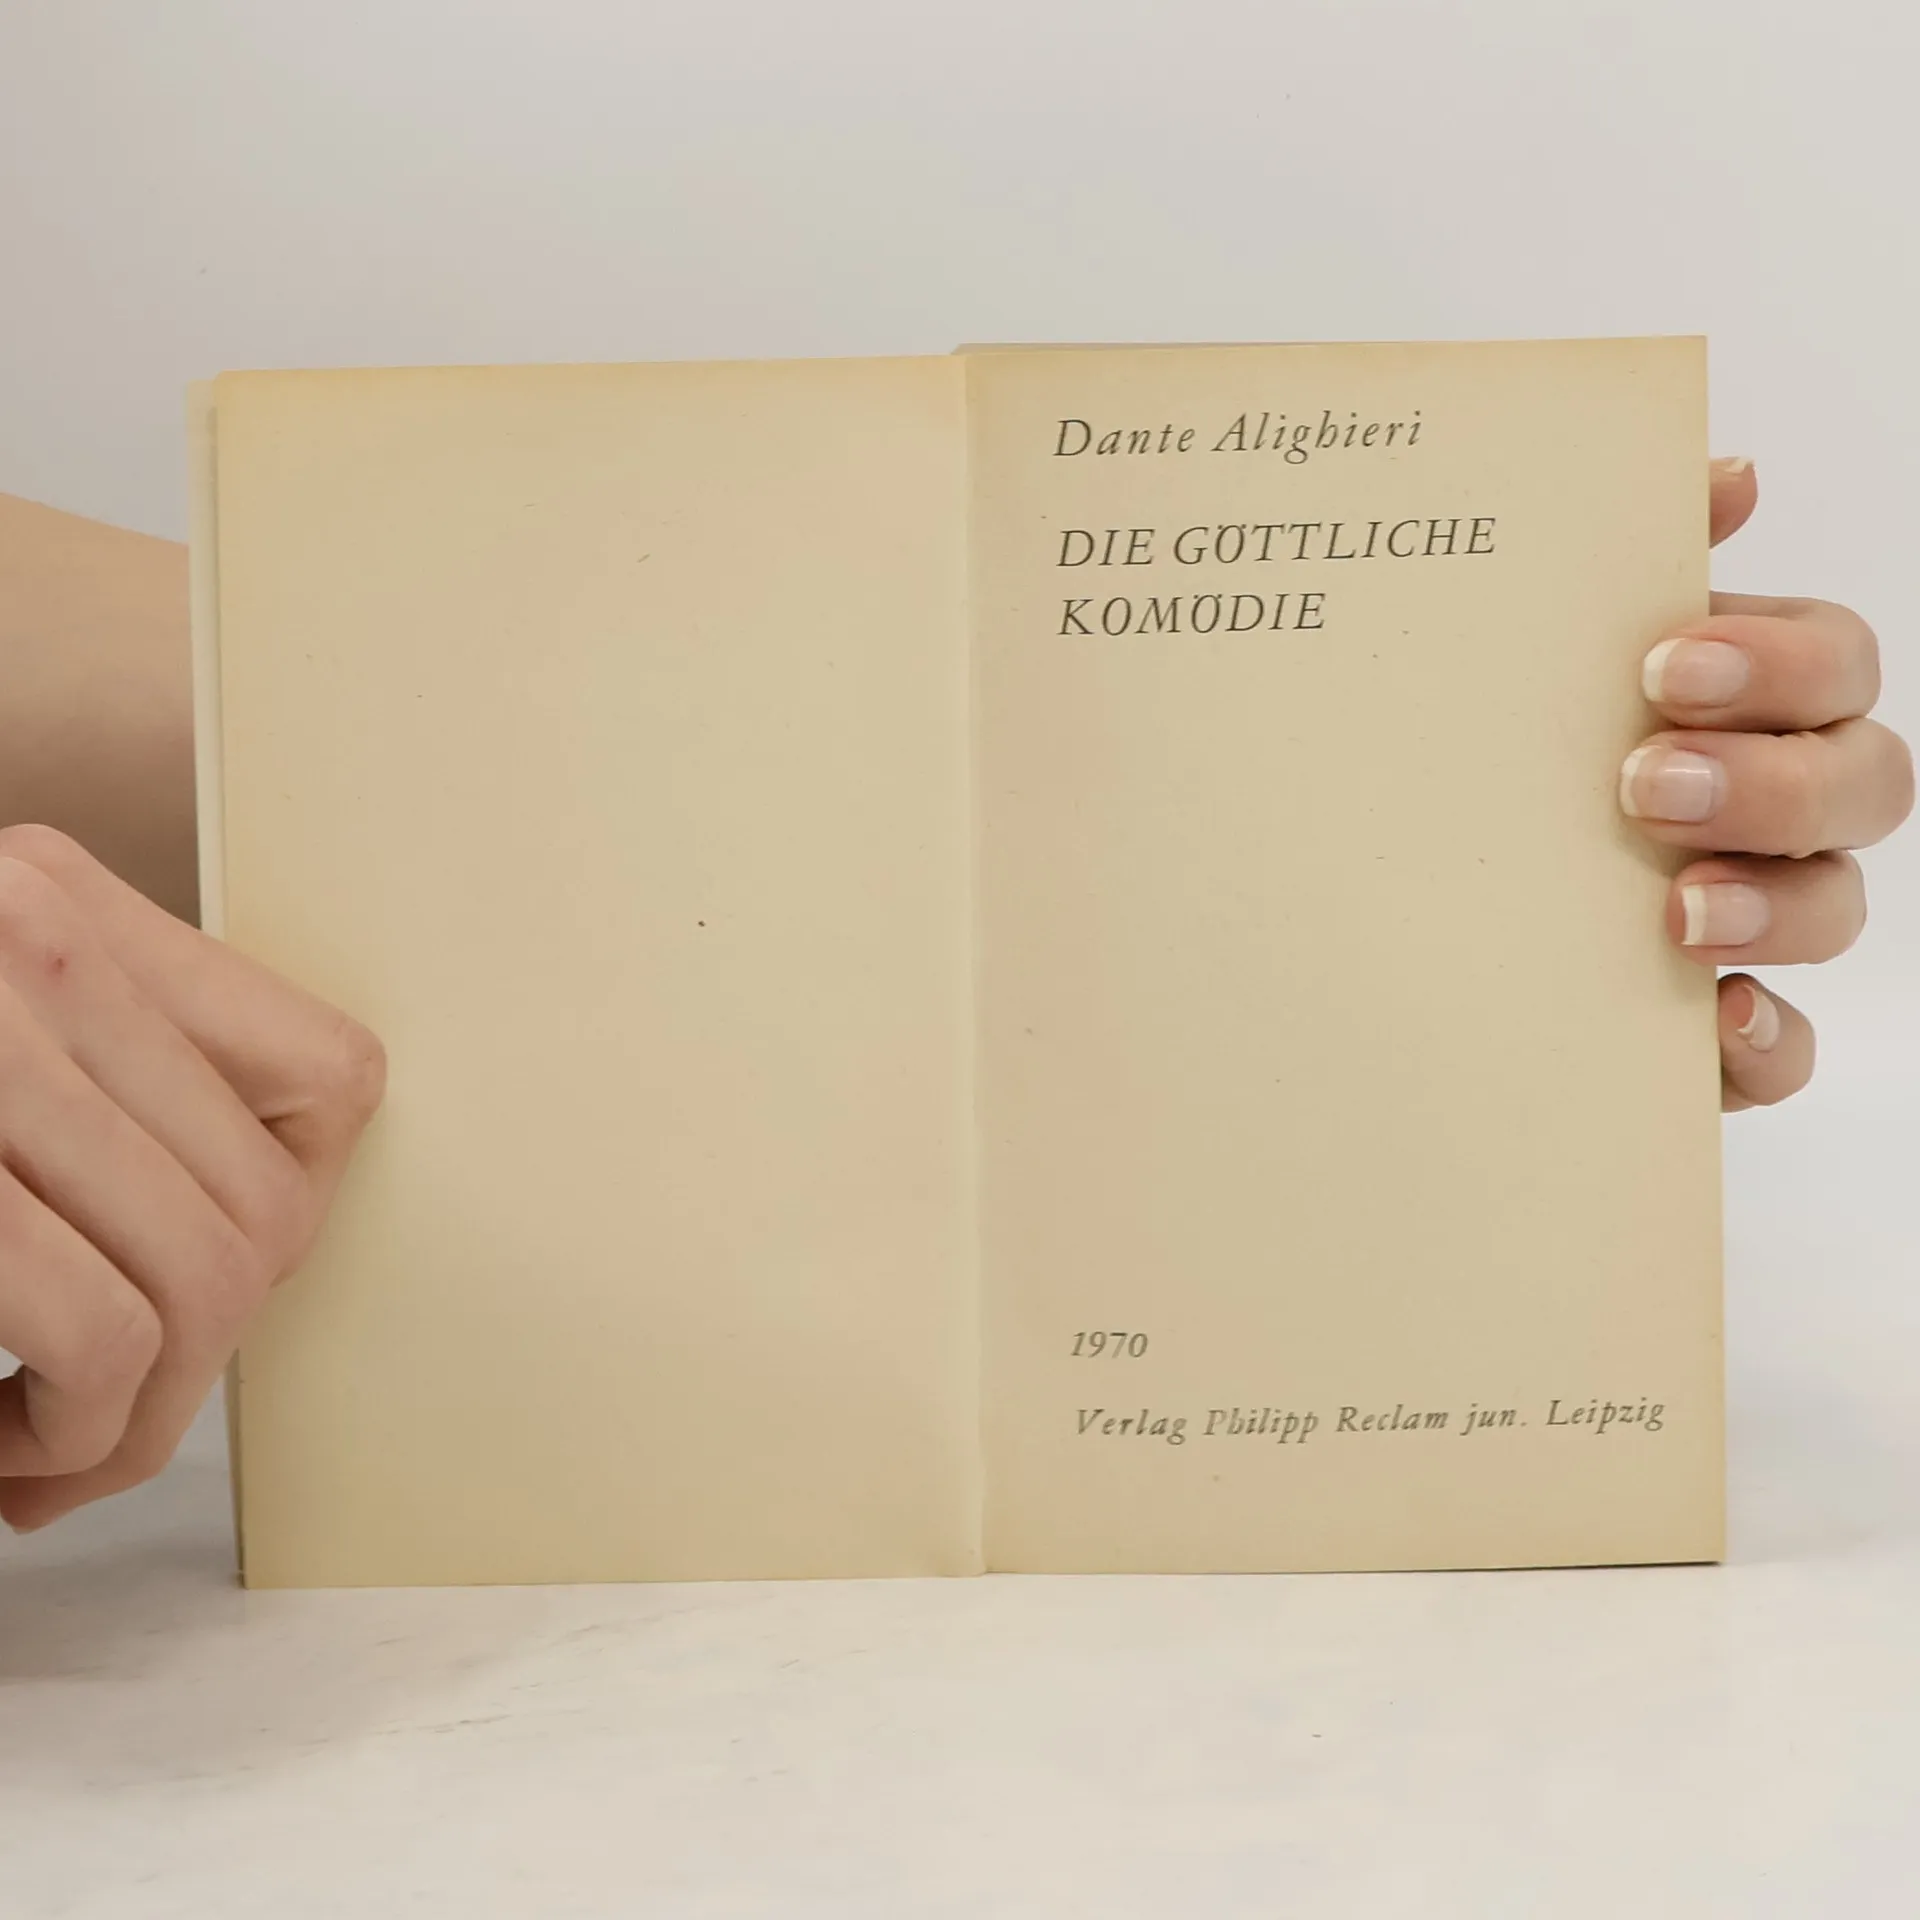 Dante Alighieri
DIE GÖTTLICHE
KOMÖDIE
1970
Verlag Philipp Reclam jun. Leipzig